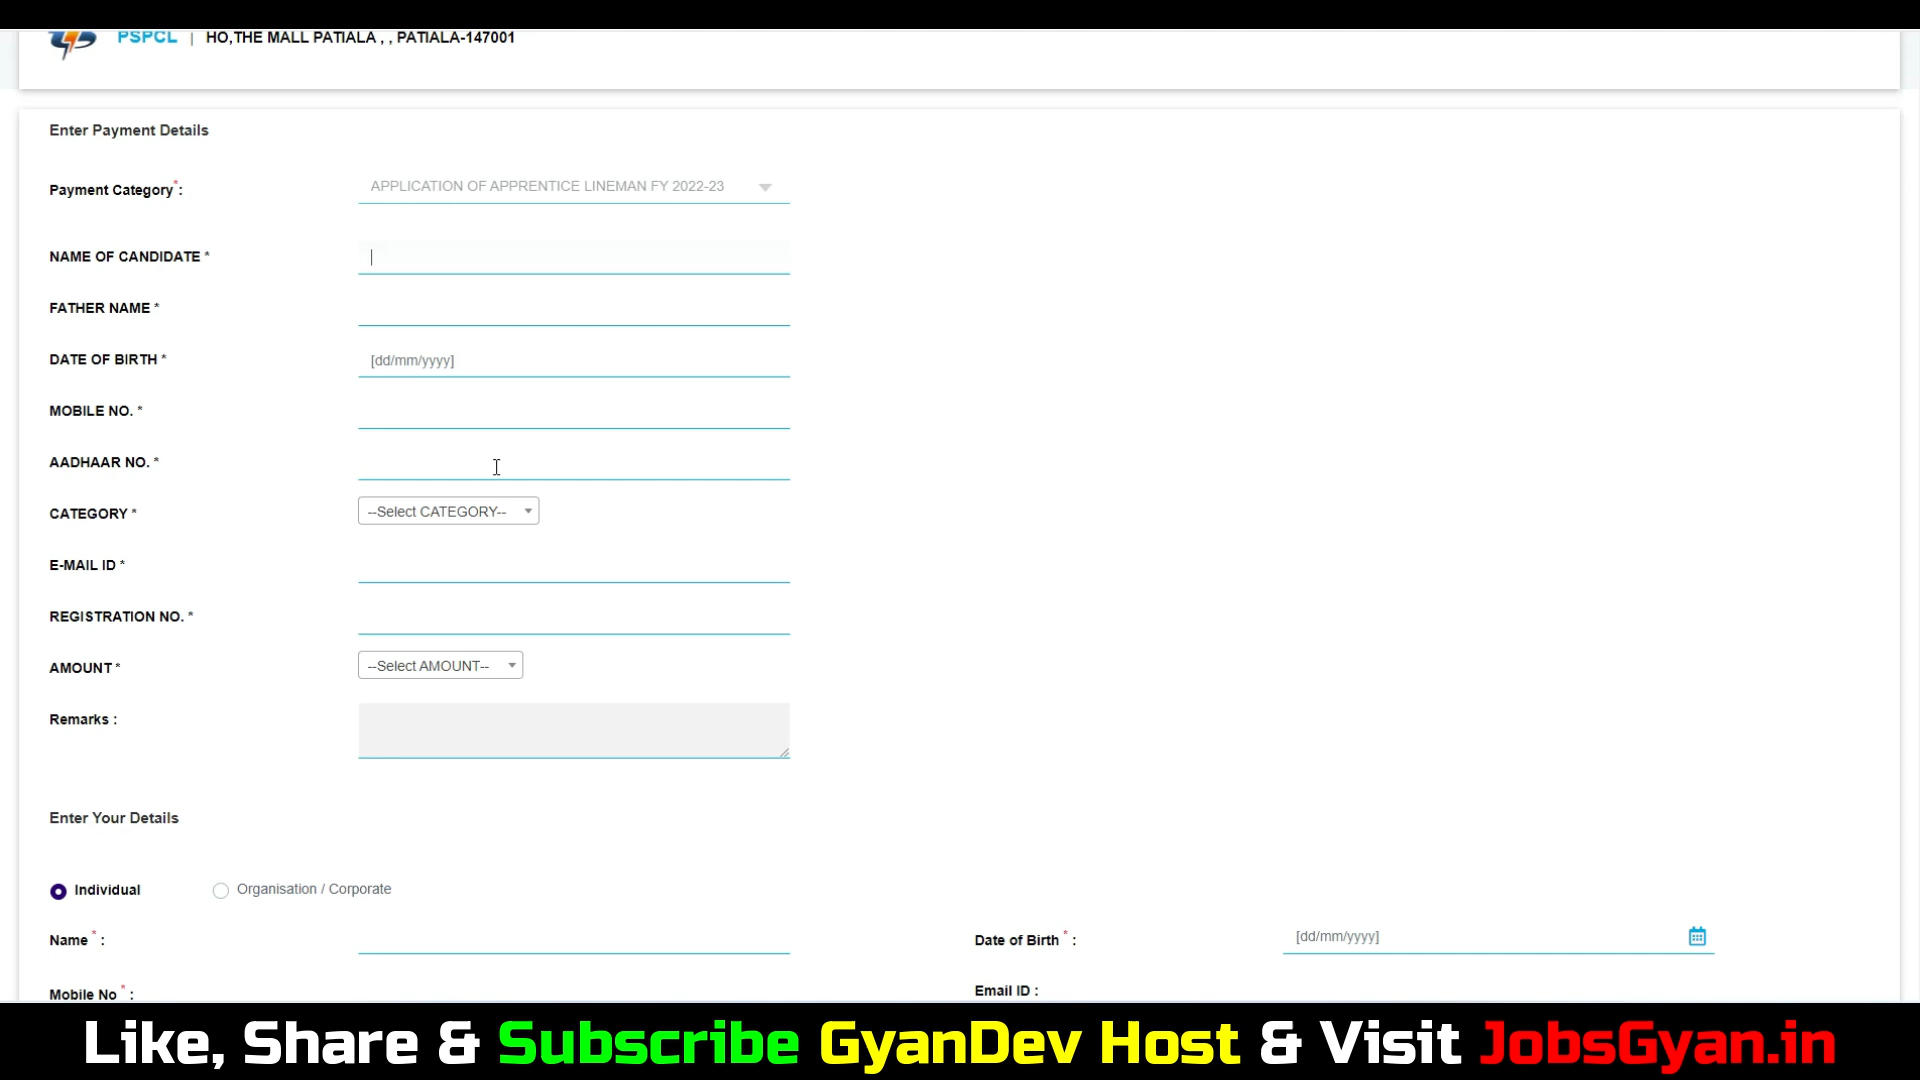 PSPCL | HO,THE MALL PATIALA , , PATIALA-147001
Enter Payment Details
Payment Category* : APPLICATION OF APPRENTICE LINEMAN FY 2022-23
NAME OF CANDIDATE *
FATHER NAME *
DATE OF BIRTH * [dd/mm/yyyy]
MOBILE NO. *
AADHAAR NO. *
CATEGORY * --Select CATEGORY--
E-MAIL ID *
REGISTRATION NO. *
AMOUNT * --Select AMOUNT--
Remarks :
Enter Your Details
Individual Organisation / Corporate
Name * : Date of Birth * : [dd/mm/yyyy]
Mobile No * : Email ID :
Like, Share & Subscribe GyanDev Host & Visit JobsGyan.in